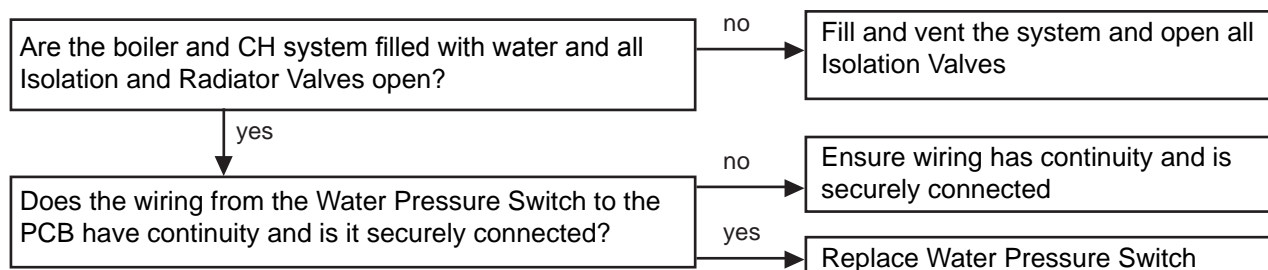 Are the boiler and CH system filled with water and all
Isolation and Radiator Valves open?
no
Fill and vent the system and open all
Isolation Valves
yes
Does the wiring from the Water Pressure Switch to the
PCB have continuity and is it securely connected?
no
Ensure wiring has continuity and is
securely connected
yes
Replace Water Pressure Switch